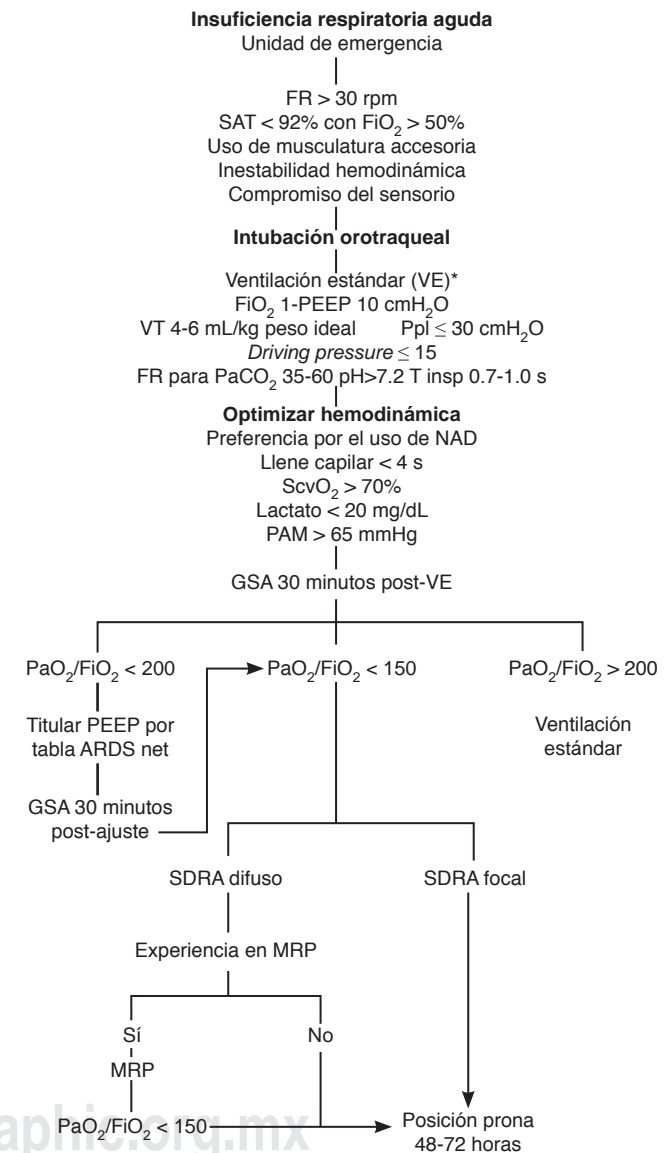 Insuficiencia respiratoria aguda
Unidad de emergencia
FR > 30 rpm
SAT < 92% con FiO₂ > 50%
Uso de musculatura accesoria
Inestabilidad hemodinámica
Compromiso del sensorio
Intubación orotraqueal
Ventilación estándar (VE)*
FiO₂ 1-PEEP 10 cmH₂O
VT 4-6 mL/kg peso ideal Ppl ≤ 30 cmH₂O
Driving pressure ≤ 15
FR para PaCO₂ 35-60 pH>7.2 T insp 0.7-1.0 s
Optimizar hemodinámica
Preferencia por el uso de NAD
Llene capilar < 4 s
ScvO₂ > 70%
Lactato < 20 mg/dL
PAM > 65 mmHg
GSA 30 minutos post-VE
PaO₂/FiO₂ < 200
PaO₂/FiO₂ < 150
PaO₂/FiO₂ > 200
Titular PEEP por
tabla ARDS net
Ventilación
estándar
GSA 30 minutos
post-ajuste
SDRA difuso
SDRA focal
Experiencia en MRP
Sí
No
MRP
PaO₂/FiO₂ < 150
Posición prona
48-72 horas
aphic.org.mx